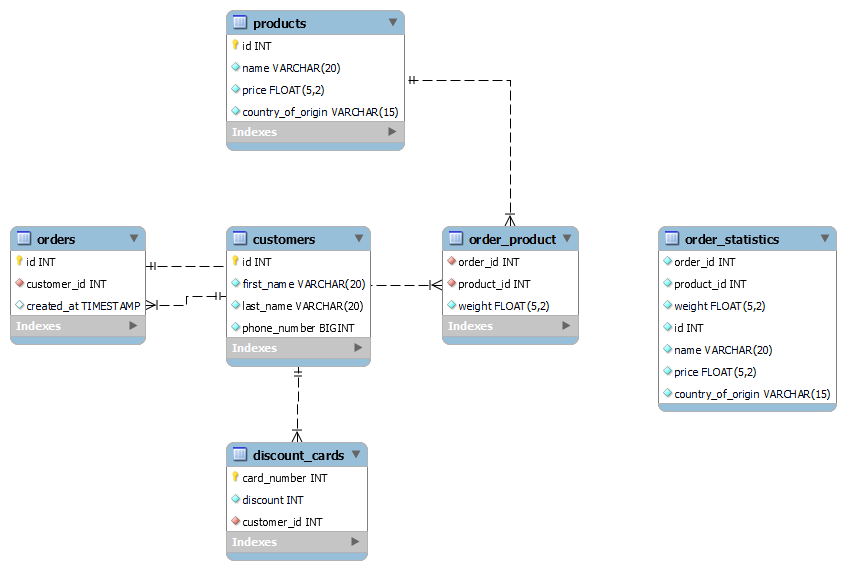 products
id INT
name VARCHAR(20)
price FLOAT(5,2)
country_of_origin VARCHAR(15)
Indexes
orders
id INT
customer_id INT
created_at TIMESTAMP
Indexes
customers
id INT
first_name VARCHAR(20)
last_name VARCHAR(20)
phone_number BIGINT
Indexes
order_product
order_id INT
product_id INT
weight FLOAT(5,2)
Indexes
order_statistics
order_id INT
product_id INT
weight FLOAT(5,2)
id INT
name VARCHAR(20)
price FLOAT(5,2)
country_of_origin VARCHAR(15)
discount_cards
card_number INT
discount INT
customer_id INT
Indexes